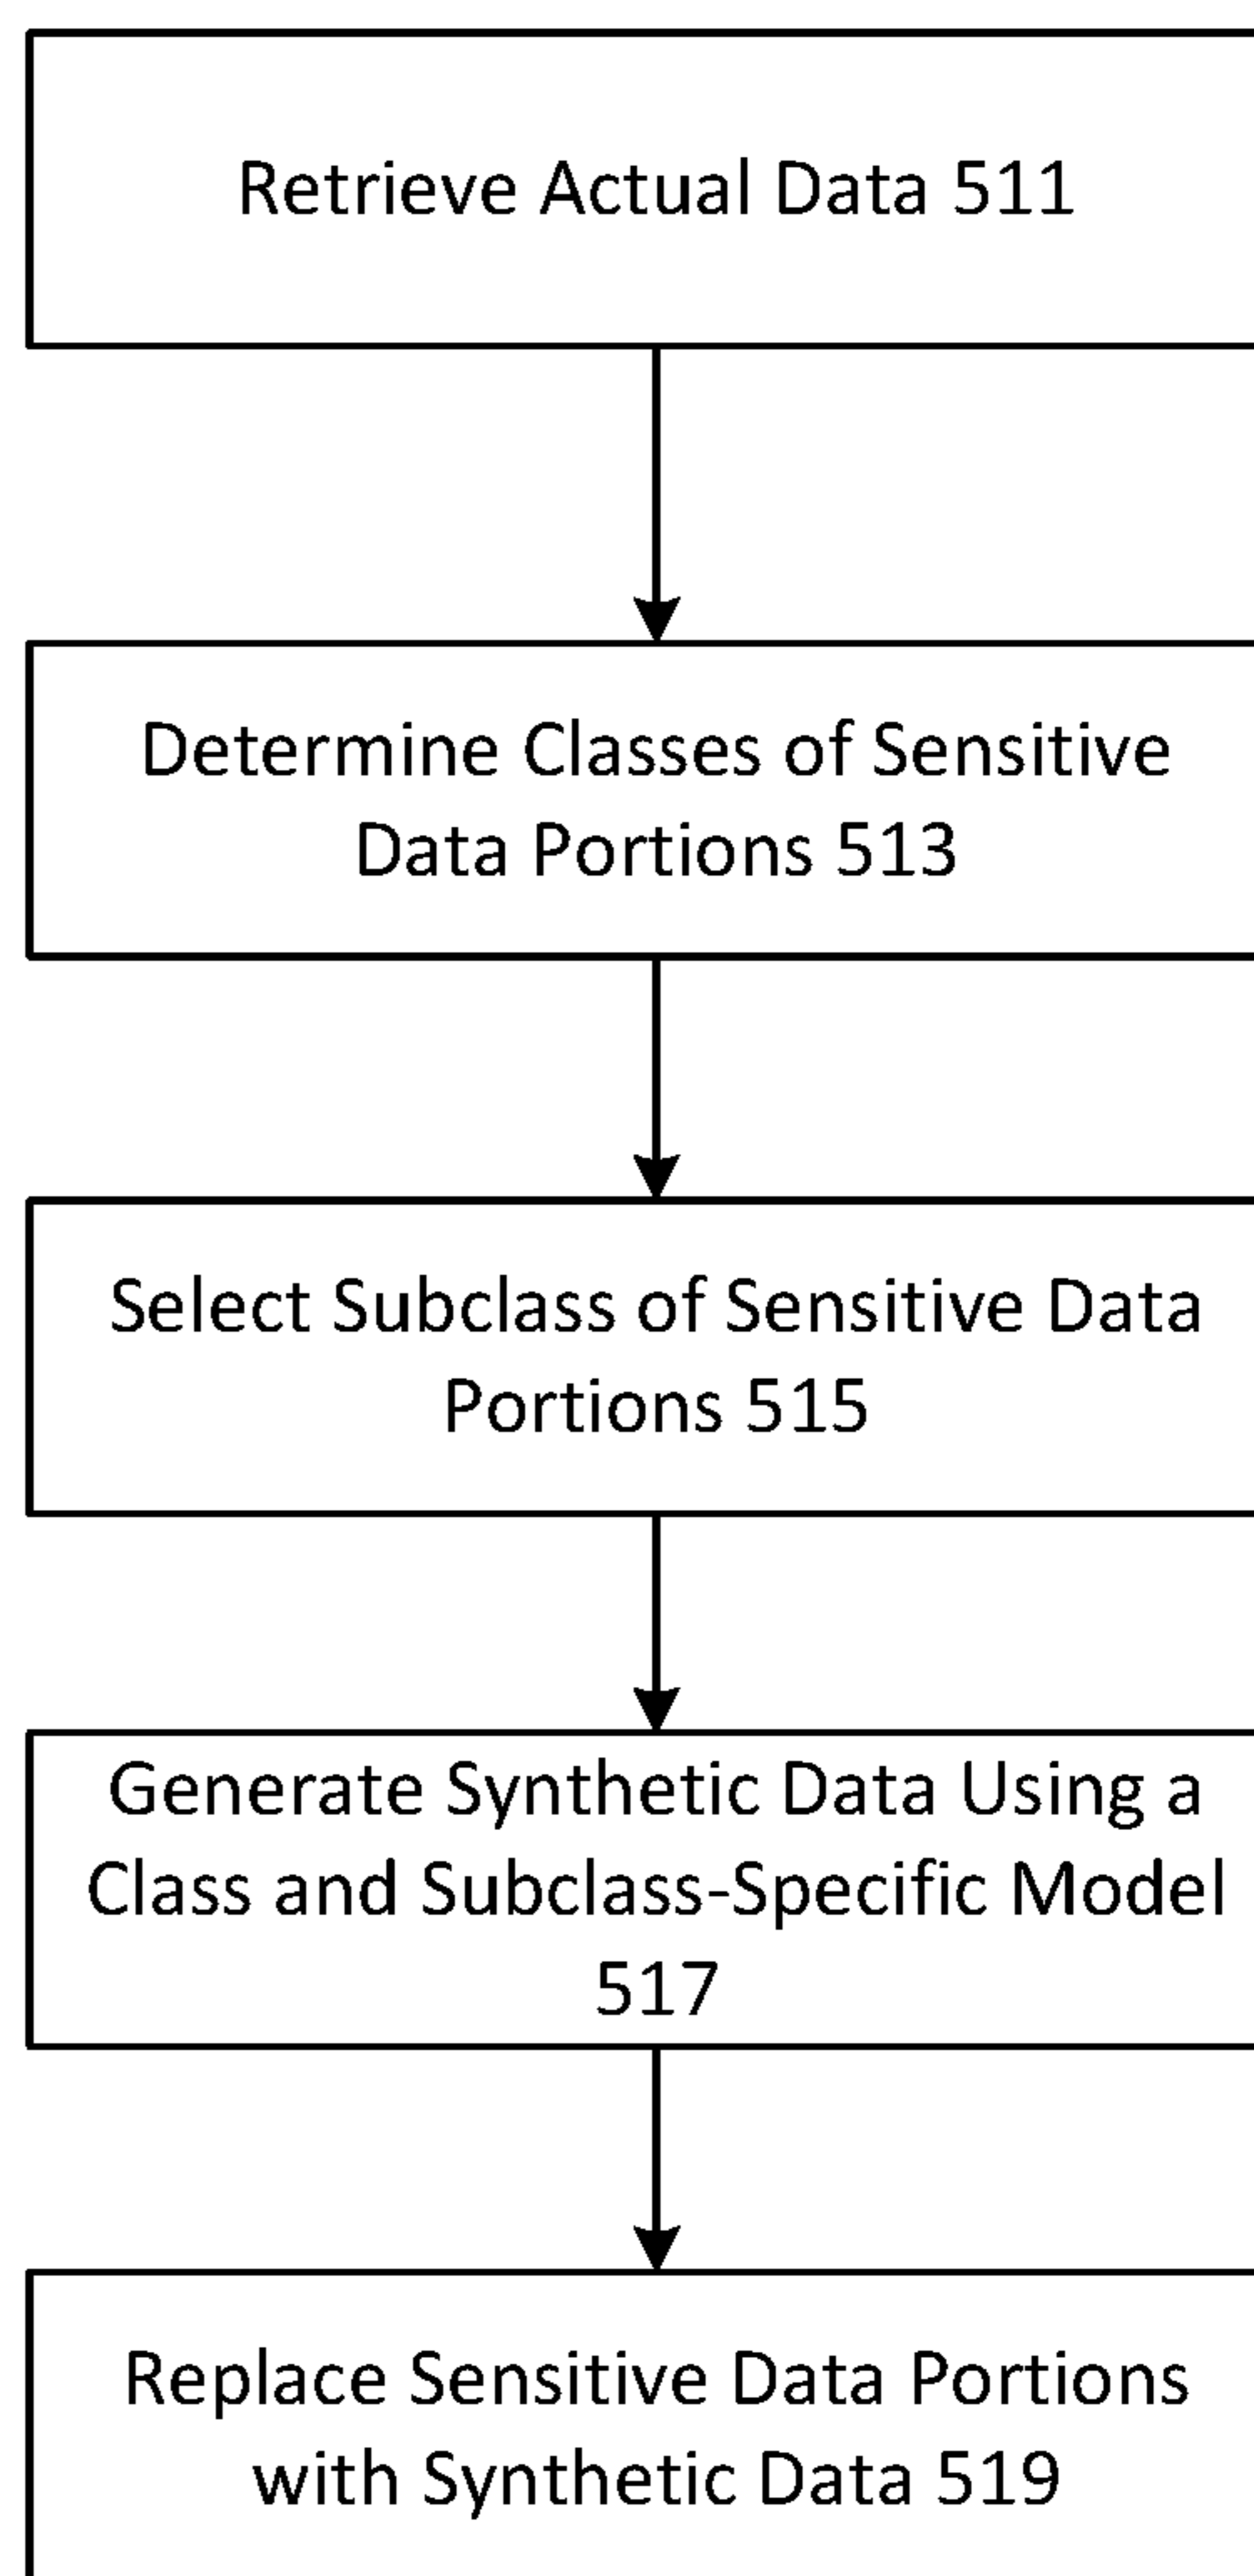 Retrieve Actual Data 511
Determine Classes of Sensitive
Data Portions 513
Select Subclass of Sensitive Data
Portions 515
Generate Synthetic Data Using a
Class and Subclass-Specific Model
517
Replace Sensitive Data Portions
with Synthetic Data 519